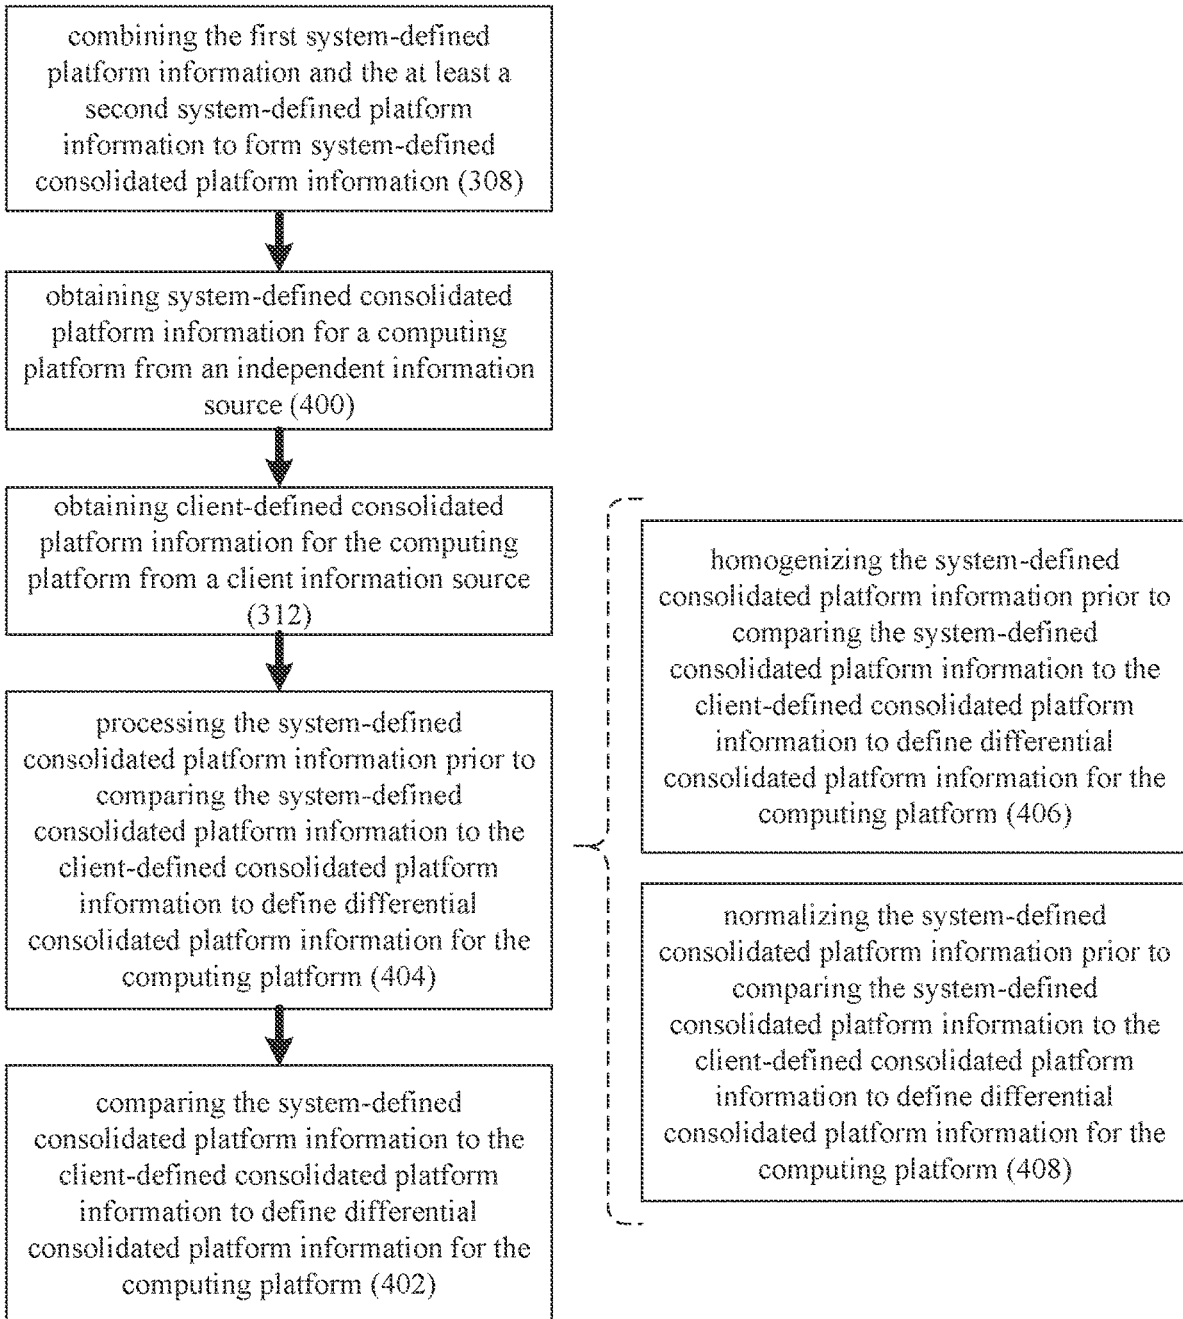 combining the first system-defined
platform information and the at least a
second system-defined platform
information to form system-defined
consolidated platform information (308)
obtaining system-defined consolidated
platform information for a computing
platform from an independent information
source (400)
obtaining client-defined consolidated
platform information for the computing
platform from a client information source
(312)
processing the system-defined
consolidated platform information prior to
comparing the system-defined
consolidated platform information to the
client-defined consolidated platform
information to define differential
consolidated platform information for the
computing platform (404)
comparing the system-defined
consolidated platform information to the
client-defined consolidated platform
information to define differential
consolidated platform information for the
computing platform (402)
homogenizing the system-defined
consolidated platform information prior to
comparing the system-defined
consolidated platform information to the
client-defined consolidated platform
information to define differential
consolidated platform information for the
computing platform (406)
normalizing the system-defined
consolidated platform information prior to
comparing the system-defined
consolidated platform information to the
client-defined consolidated platform
information to define differential
consolidated platform information for the
computing platform (408)